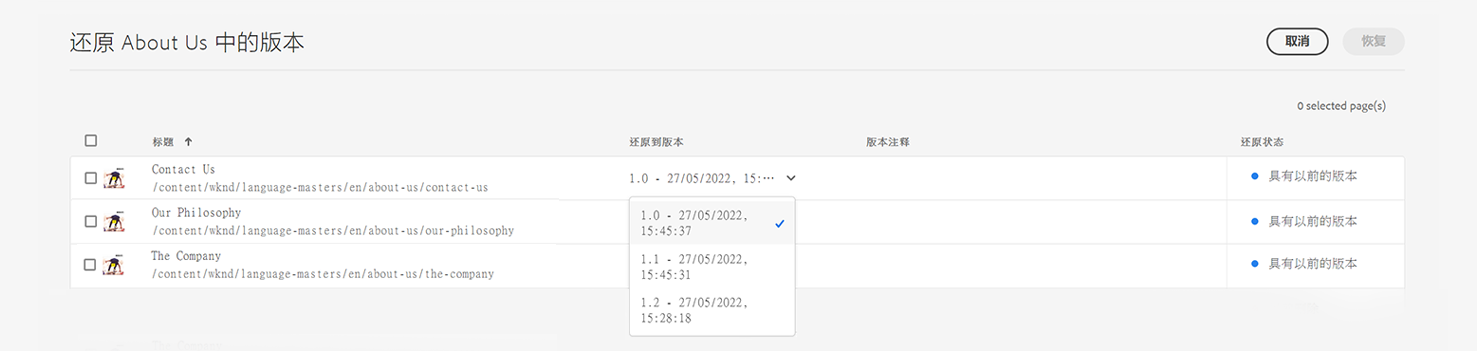 还原 About Us 中的版本
取消
恢复
0 selected page(s)
标题
还原到版本
版本注释
还原状态
Contact Us
/content/wknd/language-masters/en/about-us/contact-us
1.0 - 27/05/2022, 15:…
具有以前的版本
Our Philosophy
/content/wknd/language-masters/en/about-us/our-philosophy
具有以前的版本
The Company
/content/wknd/language-masters/en/about-us/the-company
具有以前的版本
1.0 - 27/05/2022,
15:45:37
1.1 - 27/05/2022,
15:45:31
1.2 - 27/05/2022,
15:28:18